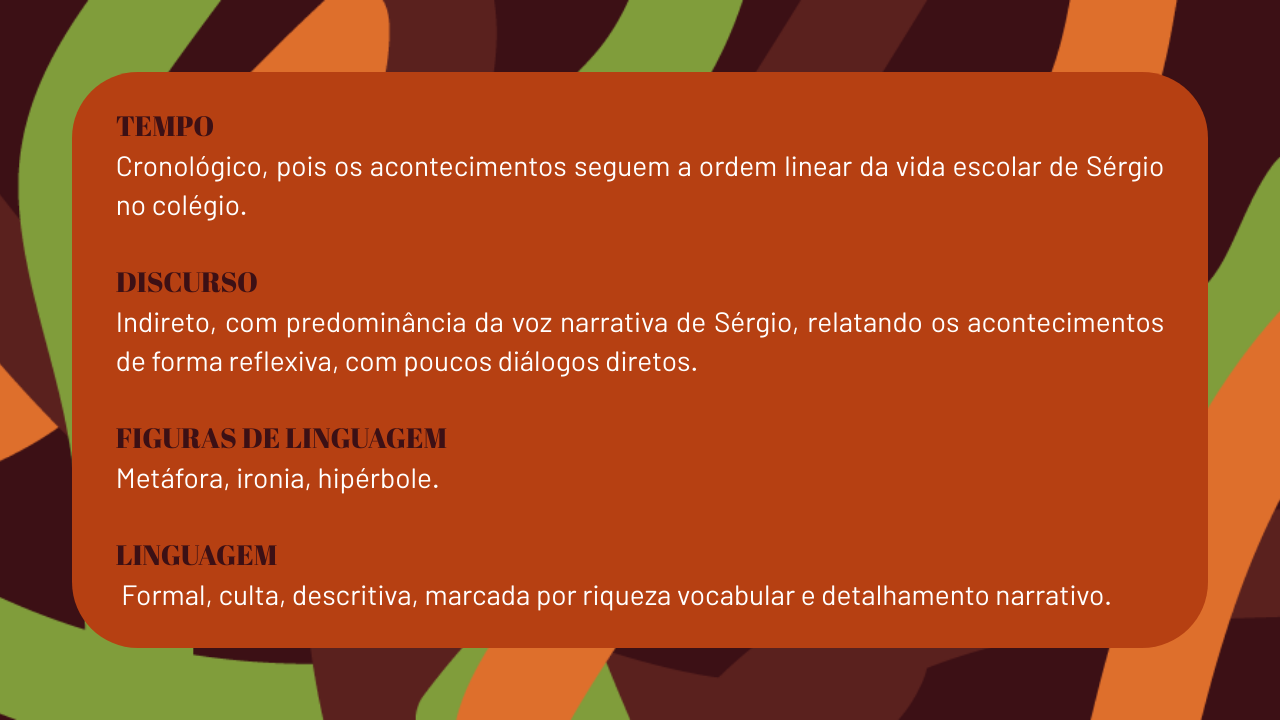 TEMPO
Cronológico, pois os acontecimentos seguem a ordem linear da vida escolar de Sérgio
no colégio.
DISCURSO
Indireto, com predominância da voz narrativa de Sérgio, relatando os acontecimentos
de forma reflexiva, com poucos diálogos diretos.
FIGURAS DE LINGUAGEM
Metáfora, ironia, hipérbole.
LINGUAGEM
Formal, culta, descritiva, marcada por riqueza vocabular e detalhamento narrativo.